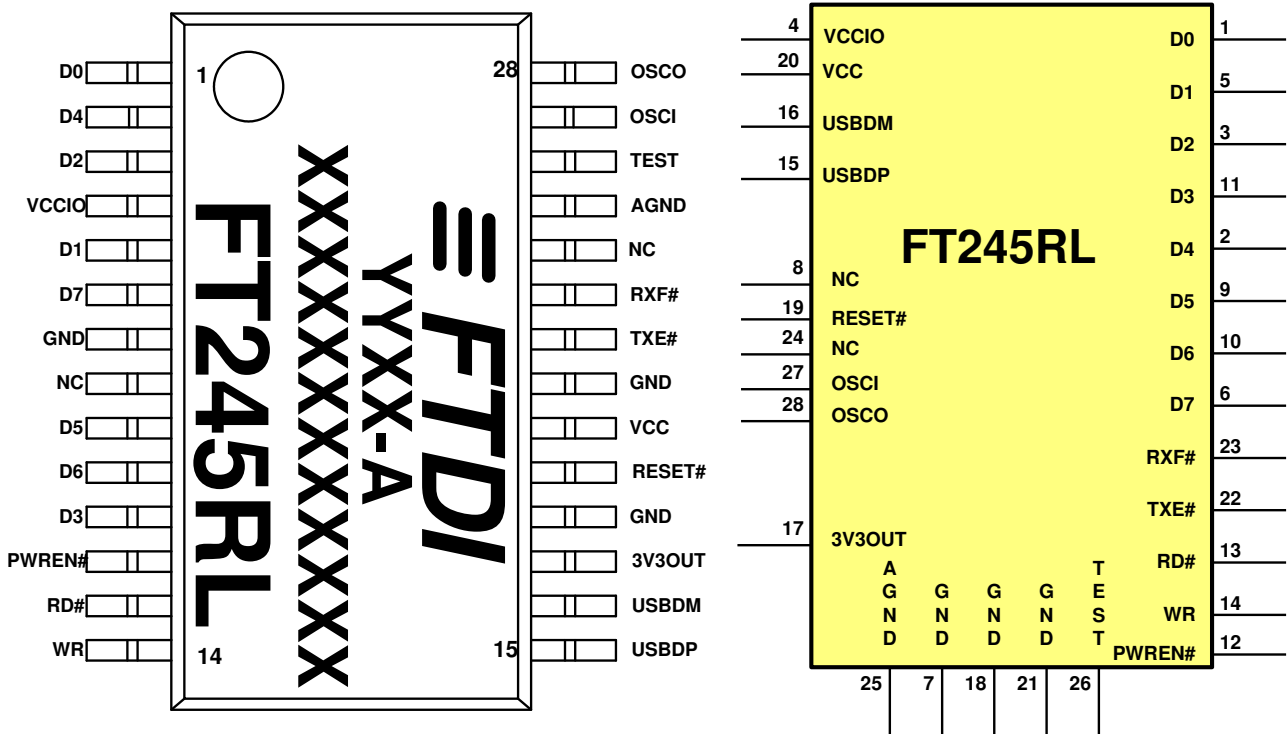 D0
D4
D2
VCCIO
D1
D7
GND
NC
D5
D6
D3
PWREN#
RD#
WR
1
28
14
15
FT245RL
XXXXXXXXXXXX
YYXX-A
FTDI
OSCO
OSCI
TEST
AGND
NC
RXF#
TXE#
GND
VCC
RESET#
GND
3V3OUT
USBDM
USBDP
4 VCCIO
20 VCC
16 USBDM
15 USBDP
8 NC
19 RESET#
24 NC
27 OSCI
28 OSCO
17 3V3OUT
FT245RL
D0 1
D1 5
D2 3
D3 11
D4 2
D5 9
D6 10
D7 6
RXF# 23
TXE# 22
RD# 13
WR 14
PWREN# 12
AGND
GND
GND
GND
TEST
25 7 18 21 26